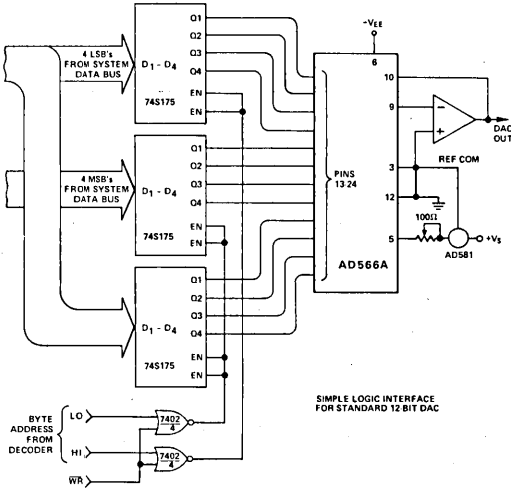 4 LSB's
FROM SYSTEM
DATA BUS
D1 - D4
74S175
Q1
Q2
Q3
Q4
EN
EN
4 MSB's
FROM SYSTEM
DATA BUS
D1 - D4
74S175
Q1
Q2
Q3
Q4
EN
EN
D1 - D4
74S175
Q1
Q2
Q3
Q4
EN
EN
-VEE
6
10
9
PINS
13-24
3
12
5
AD566A
-
+
DAC
OUT
REF COM
100Ω
AD581
+VS
BYTE
ADDRESS
FROM
DECODER
LO
HI
WR
7402
4
7402
4
SIMPLE LOGIC INTERFACE
FOR STANDARD 12-BIT DAC